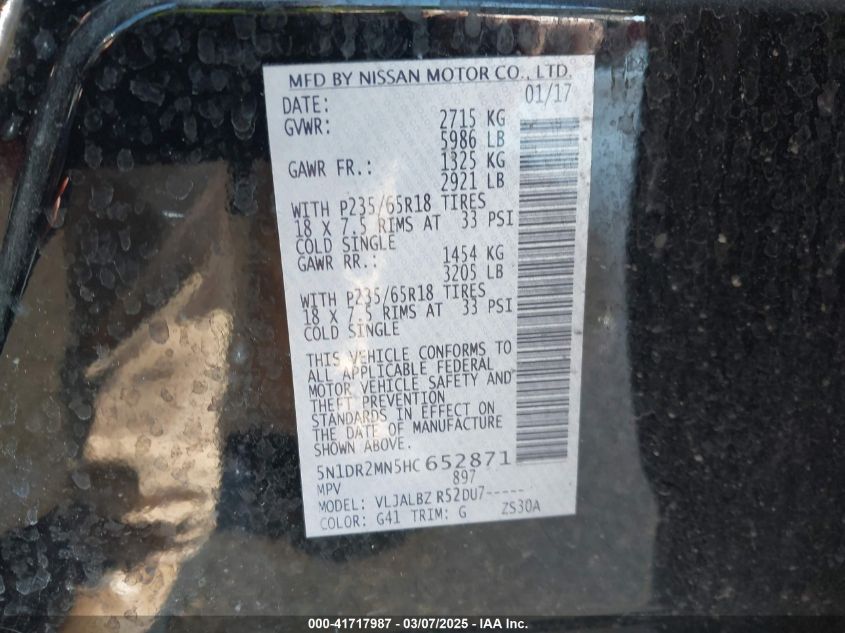 MFD BY NISSAN MOTOR CO., LTD.
DATE: 01/17
GVWR: 2715 KG
5986 LB
GAWR FR.: 1325 KG
2921 LB
WITH P235/65R18 TIRES
18 X 7.5 RIMS AT 33 PSI
COLD SINGLE
GAWR RR.: 1454 KG
3205 LB
WITH P235/65R18 TIRES
18 X 7.5 RIMS AT 33 PSI
COLD SINGLE
THIS VEHICLE CONFORMS TO
ALL APPLICABLE FEDERAL
MOTOR VEHICLE SAFETY AND
THEFT PREVENTION
STANDARDS IN EFFECT ON
THE DATE OF MANUFACTURE
SHOWN ABOVE.
5N1DR2MN5HC 652871
MPV 897
MODEL: VLJALBZ R52DU7-----
COLOR: G41 TRIM: G ZS30A
000-41717987 - 03/07/2025 - IAA Inc.